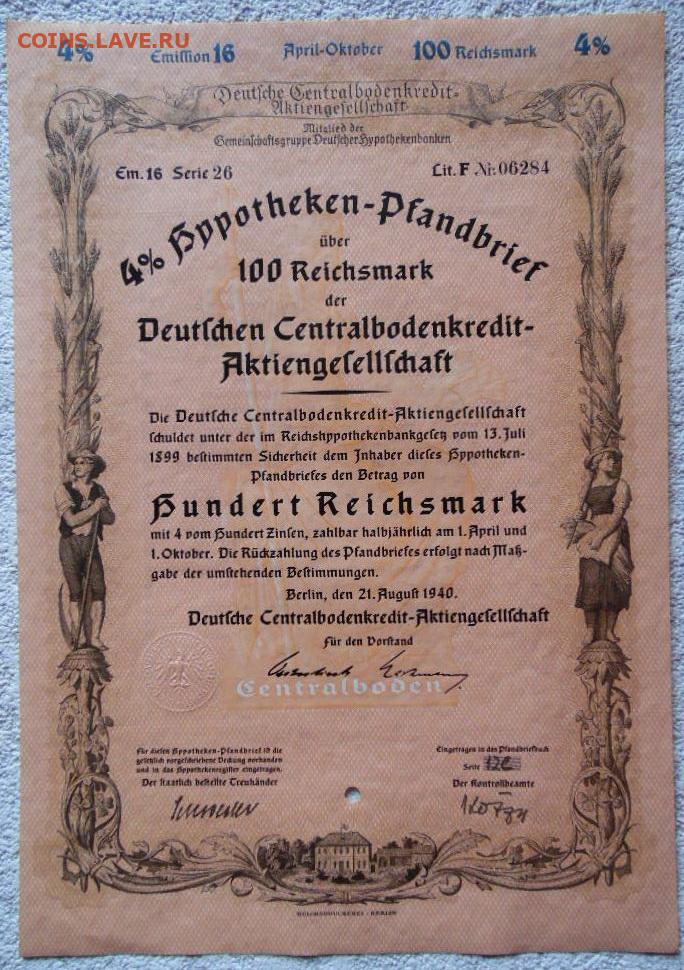 COINS.LAVE.RU
4% Emiſſion 16 April-Oktober 100 Reichsmark 4%
Deutſche Centralbodenkredit-
Aktiengeſellſchaft
Mitglied der
Gemeinſchaftsgruppe Deutſcher Hypothekenbanken
Em. 16 Serie 26 Lit. F Nr. 06284
4% Hypotheken-Pfandbrief
über
100 Reichsmark
der
Deutſchen Centralbodenkredit-
Aktiengeſellſchaft
Die Deutſche Centralbodenkredit-Aktiengeſellſchaft
ſchuldet unter der im Reichshypothekenbankgeſetz vom 13. Juli
1899 beſtimmten Sicherheit dem Inhaber dieſes Hypotheken-
Pfandbriefes den Betrag von
Hundert Reichsmark
mit 4 vom Hundert Zinſen, zahlbar halbjährlich am 1. April und
1. Oktober. Die Rückzahlung des Pfandbriefes erfolgt nach Maß-
gabe der umſtehenden Beſtimmungen.
Berlin, den 21. Auguſt 1940.
Deutſche Centralbodenkredit-Aktiengeſellſchaft
Für den Vorſtand
Centralboden
Für dieſen Hypotheken-Pfandbrief iſt die
geſetzlich vorgeſchriebene Deckung vorhanden
und in das Hypothekenregiſter eingetragen.
Der ſtaatlich beſtellte Treuhänder
Eingetragen in das Pfandbriefbuch
Seite
Der Kontrollbeamte
REICHSDRUCKEREI · BERLIN